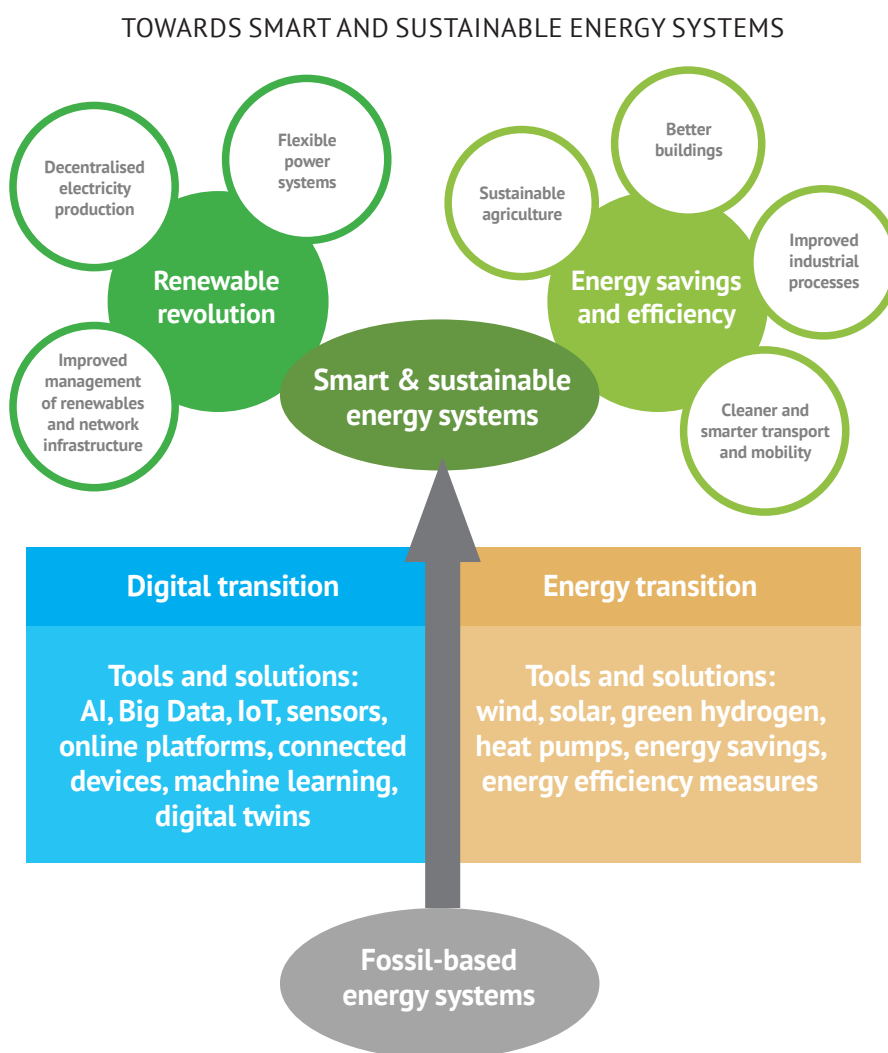 TOWARDS SMART AND SUSTAINABLE ENERGY SYSTEMS
Decentralised
electricity
production
Flexible
power
systems
Renewable
revolution
Improved
management
of renewables
and network
infrastructure
Better
buildings
Sustainable
agriculture
Improved
industrial
processes
Energy savings
and efficiency
Cleaner and
smarter transport
and mobility
Smart & sustainable
energy systems
Digital transition
Tools and solutions:
AI, Big Data, IoT, sensors,
online platforms, connected
devices, machine learning,
digital twins
Energy transition
Tools and solutions:
wind, solar, green hydrogen,
heat pumps, energy savings,
energy efficiency measures
Fossil-based
energy systems